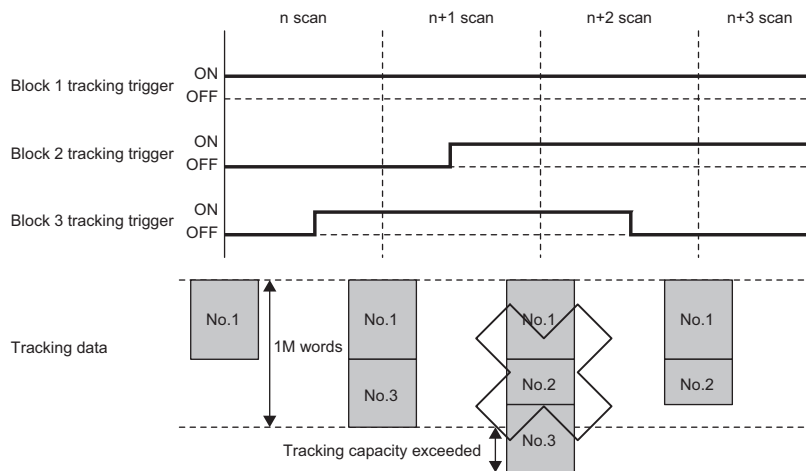 n scan n+1 scan n+2 scan n+3 scan
ON
Block 1 tracking trigger
OFF
ON
Block 2 tracking trigger
OFF
ON
Block 3 tracking trigger
OFF
No.1 No.1 No.1 No.1
Tracking data 1M words
No.3 No.2 No.2
Tracking capacity exceeded No.3